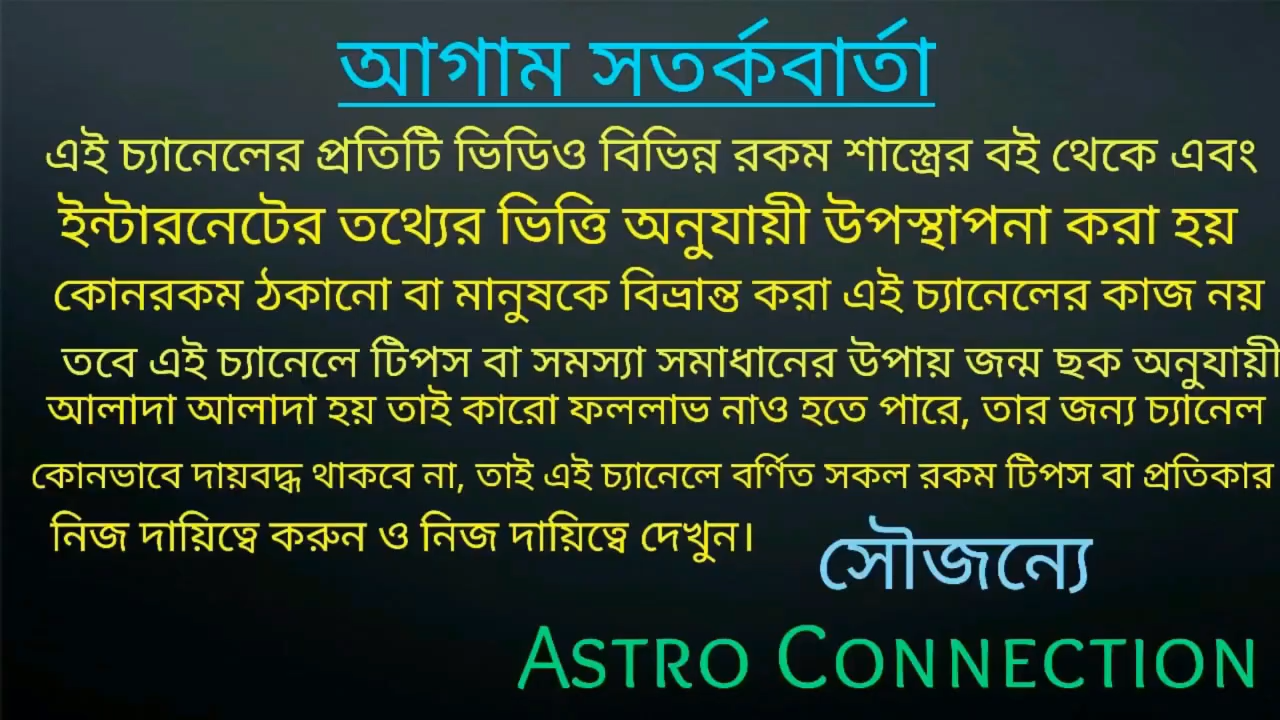 আগাম সতর্কবার্তা
এই চ্যানেলের প্রতিটি ভিডিও বিভিন্ন রকম শাস্ত্রের বই থেকে এবং
ইন্টারনেটের তথ্যের ভিত্তি অনুযায়ী উপস্থাপনা করা হয়
কোনরকম ঠকানো বা মানুষকে বিভ্রান্ত করা এই চ্যানেলের কাজ নয়
তবে এই চ্যানেলে টিপস বা সমস্যা সমাধানের উপায় জন্ম ছক অনুযায়ী
আলাদা আলাদা হয় তাই কারো ফললাভ নাও হতে পারে, তার জন্য চ্যানেল
কোনভাবে দায়বদ্ধ থাকবে না, তাই এই চ্যানেলে বর্ণিত সকল রকম টিপস বা প্রতিকার
নিজ দায়িত্বে করুন ও নিজ দায়িত্বে দেখুন।
সৌজন্যে
ASTRO CONNECTION